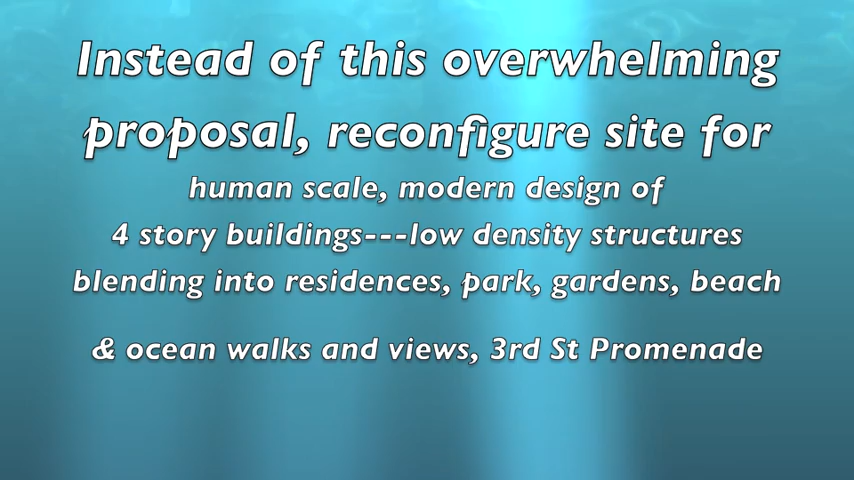 Instead of this overwhelming
proposal, reconfigure site for
human scale, modern design of
4 story buildings---low density structures
blending into residences, park, gardens, beach
& ocean walks and views, 3rd St Promenade